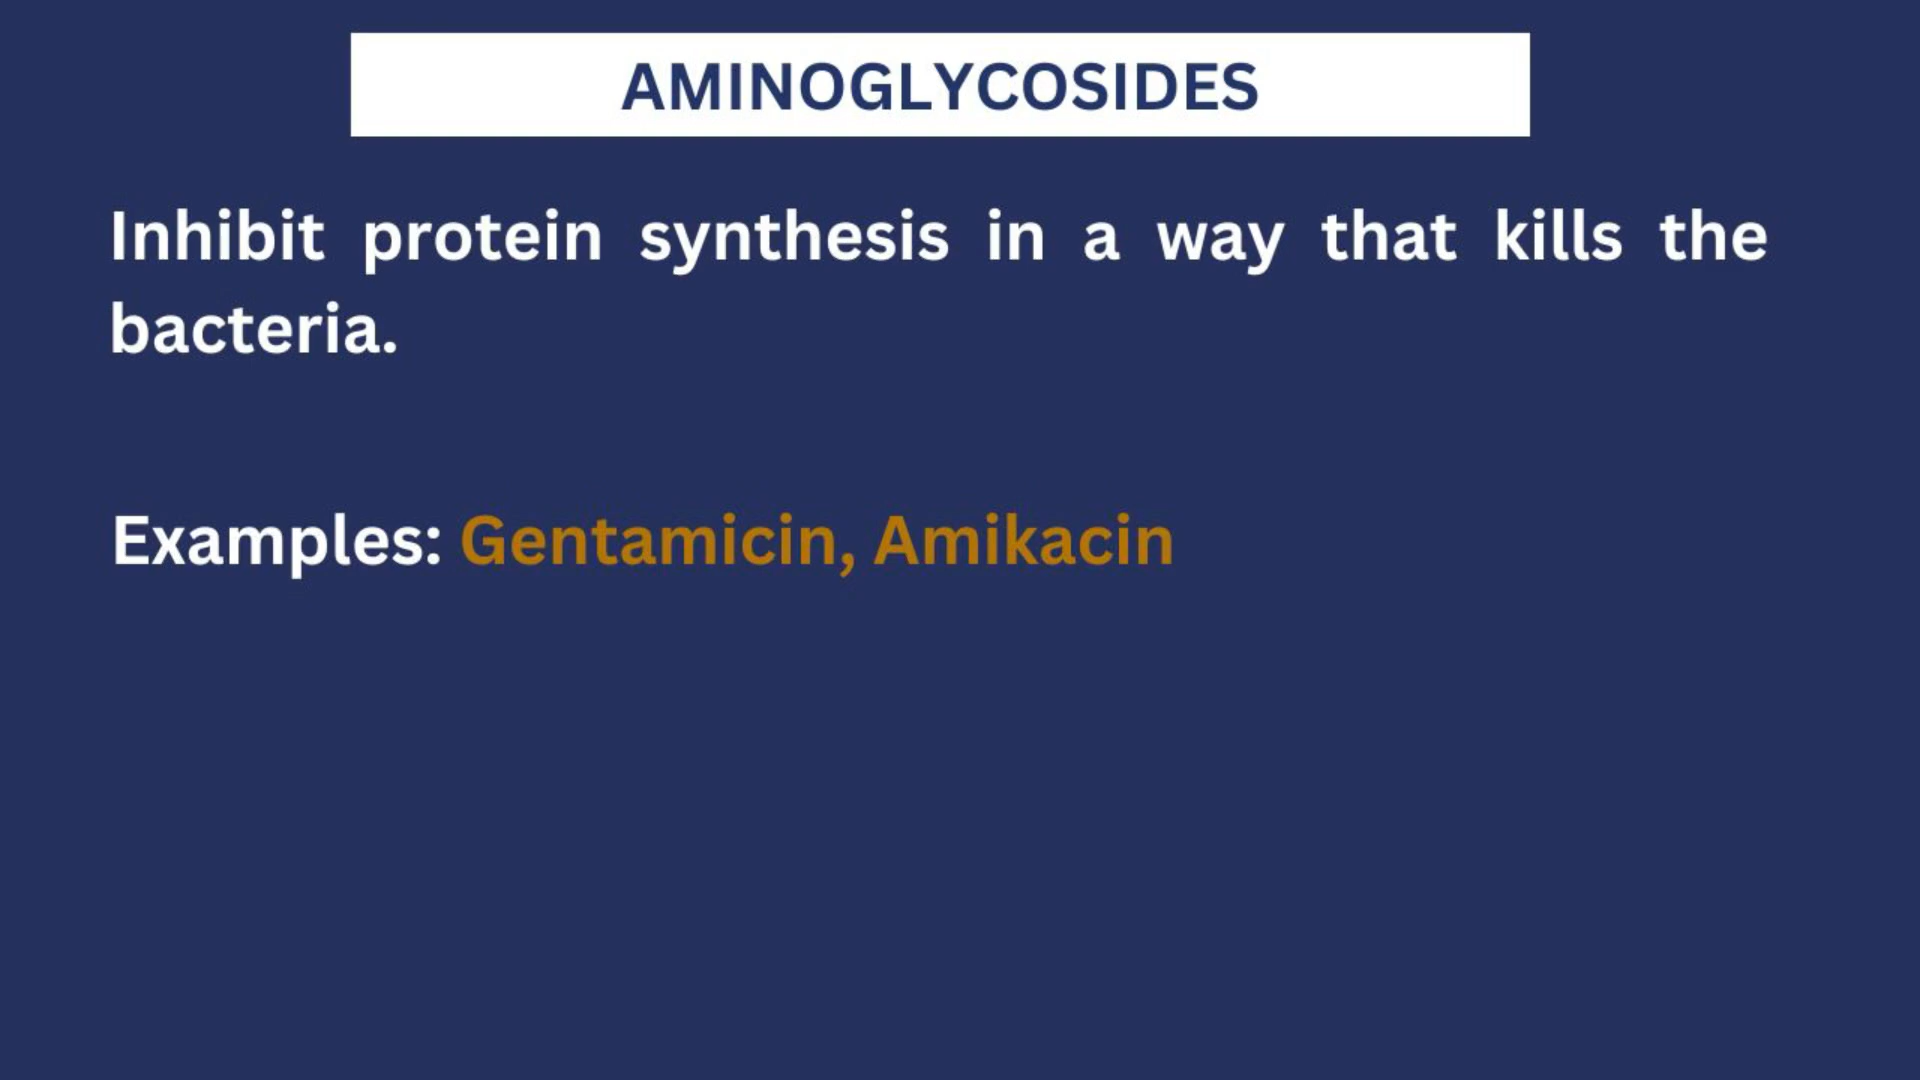 AMINOGLYCOSIDES
Inhibit protein synthesis in a way that kills the
bacteria.
Examples: Gentamicin, Amikacin